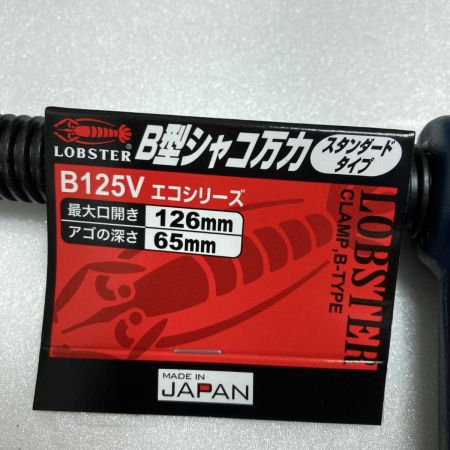 LOBSTER®
B型シャコ万力
スタンダード
タイプ
B125V エコシリーズ
最大口開き 126mm
アゴの深さ 65mm
LOBSTER
CLAMP, B-TYPE
MADE IN
JAPAN